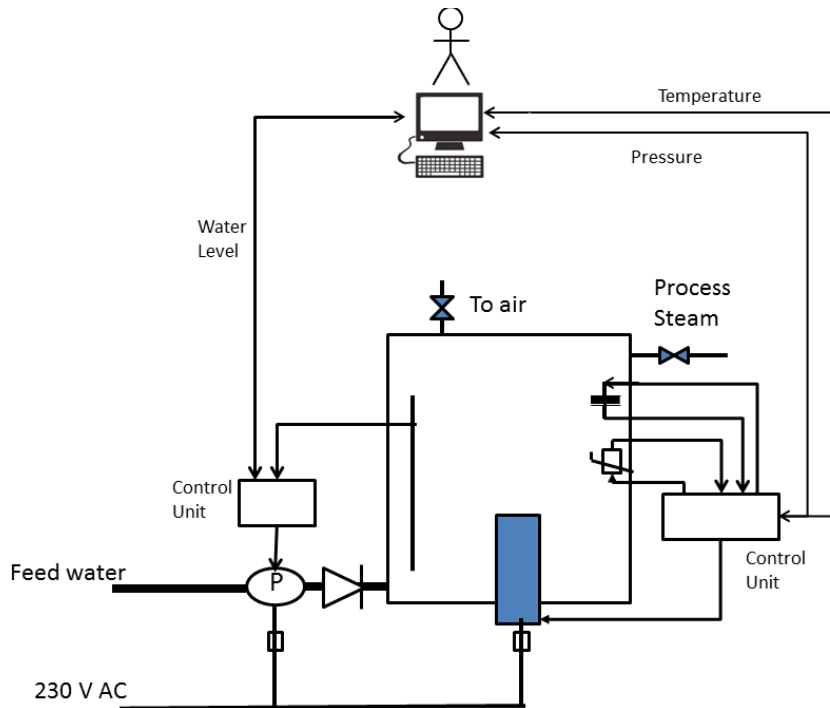 Temperature
Pressure
Water
Level
To air
Process
Steam
Control
Unit
Feed water
P
Control
Unit
230 V AC